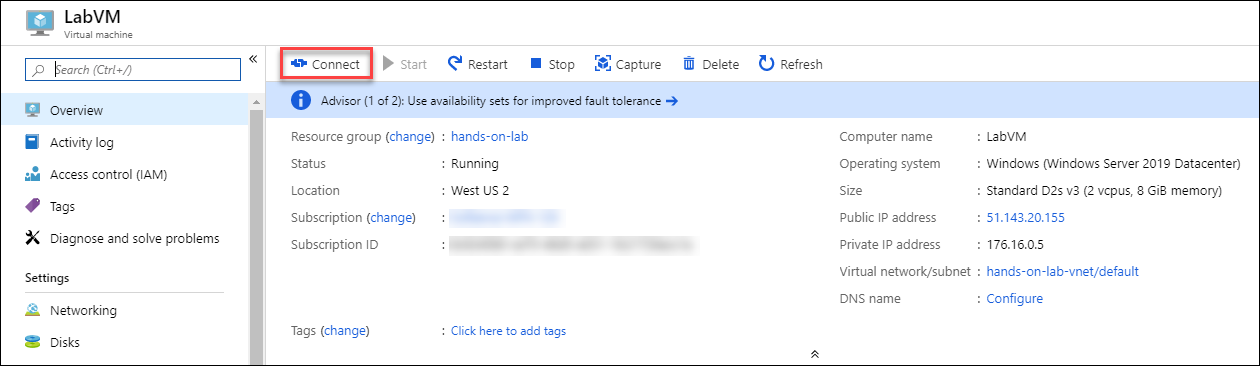 LabVM
Virtual machine
Search (Ctrl+/)
«
Overview
Activity log
Access control (IAM)
Tags
Diagnose and solve problems
Settings
Networking
Disks
Connect Start Restart Stop Capture Delete Refresh
Advisor (1 of 2): Use availability sets for improved fault tolerance →
Resource group (change) : hands-on-lab
Status : Running
Location : West US 2
Subscription (change) :
Subscription ID :
Tags (change) : Click here to add tags
Computer name : LabVM
Operating system : Windows (Windows Server 2019 Datacenter)
Size : Standard D2s v3 (2 vcpus, 8 GiB memory)
Public IP address : 51.143.20.155
Private IP address : 176.16.0.5
Virtual network/subnet : hands-on-lab-vnet/default
DNS name : Configure